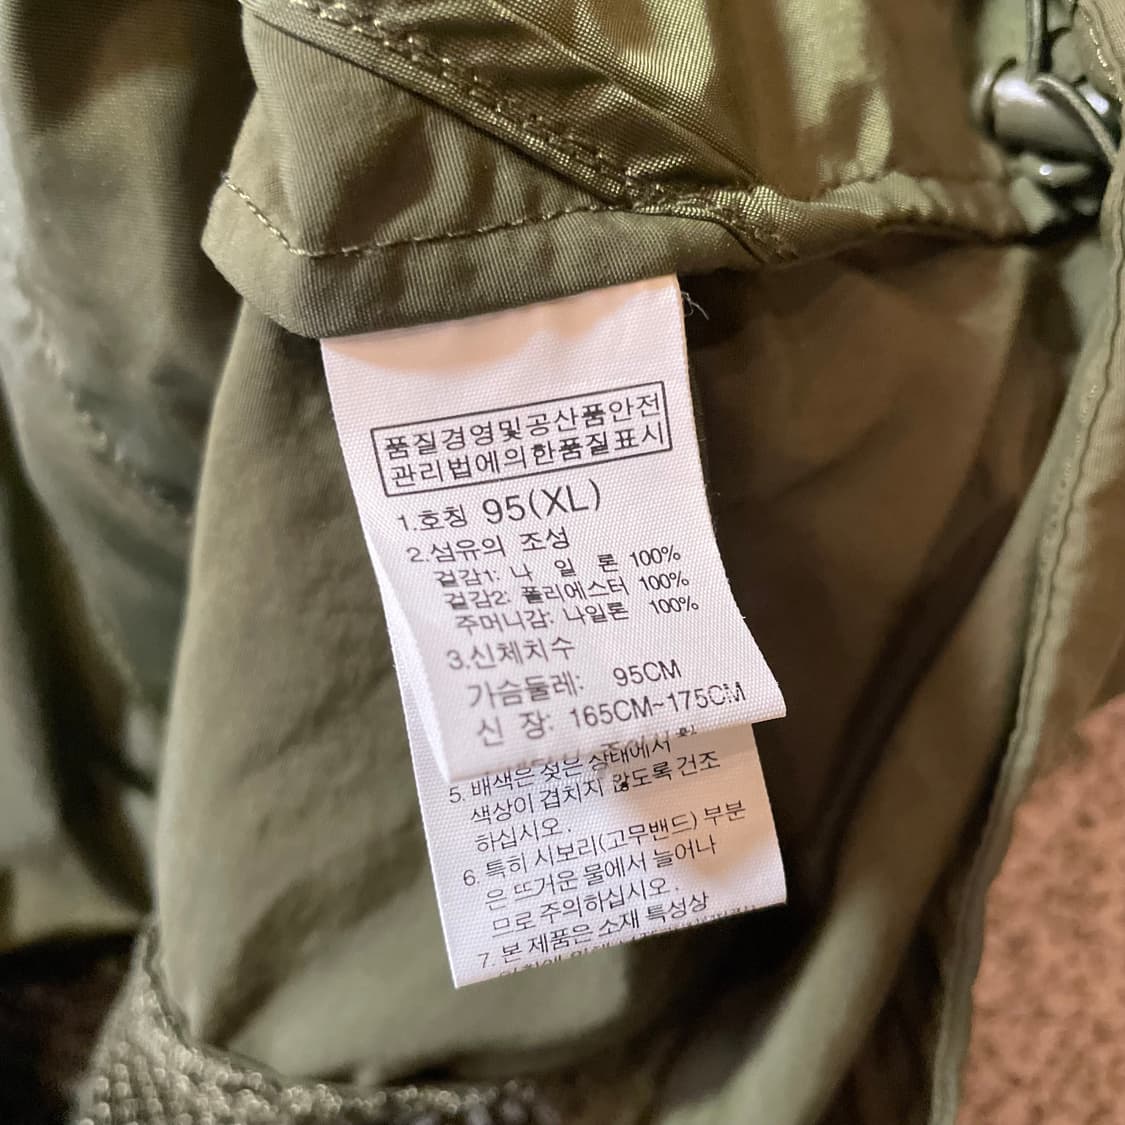 품질경영및공산품안전
관리법에의한품질표시
1.호칭 95(XL)
2.섬유의 조성
겉감1: 나 일 론 100%
겉감2: 폴리에스터 100%
주머니감: 나일론 100%
3.신체치수
가슴둘레: 95CM
신 장: 165CM~175CM
5. 배색은 젖은 상태에서
색상이 겹치지 않도록 건조
하십시오.
6. 특히 시보리(고무밴드) 부분
은 뜨거운 물에서 늘어나
므로 주의하십시오.
7. 본 제품은 소재 특성상